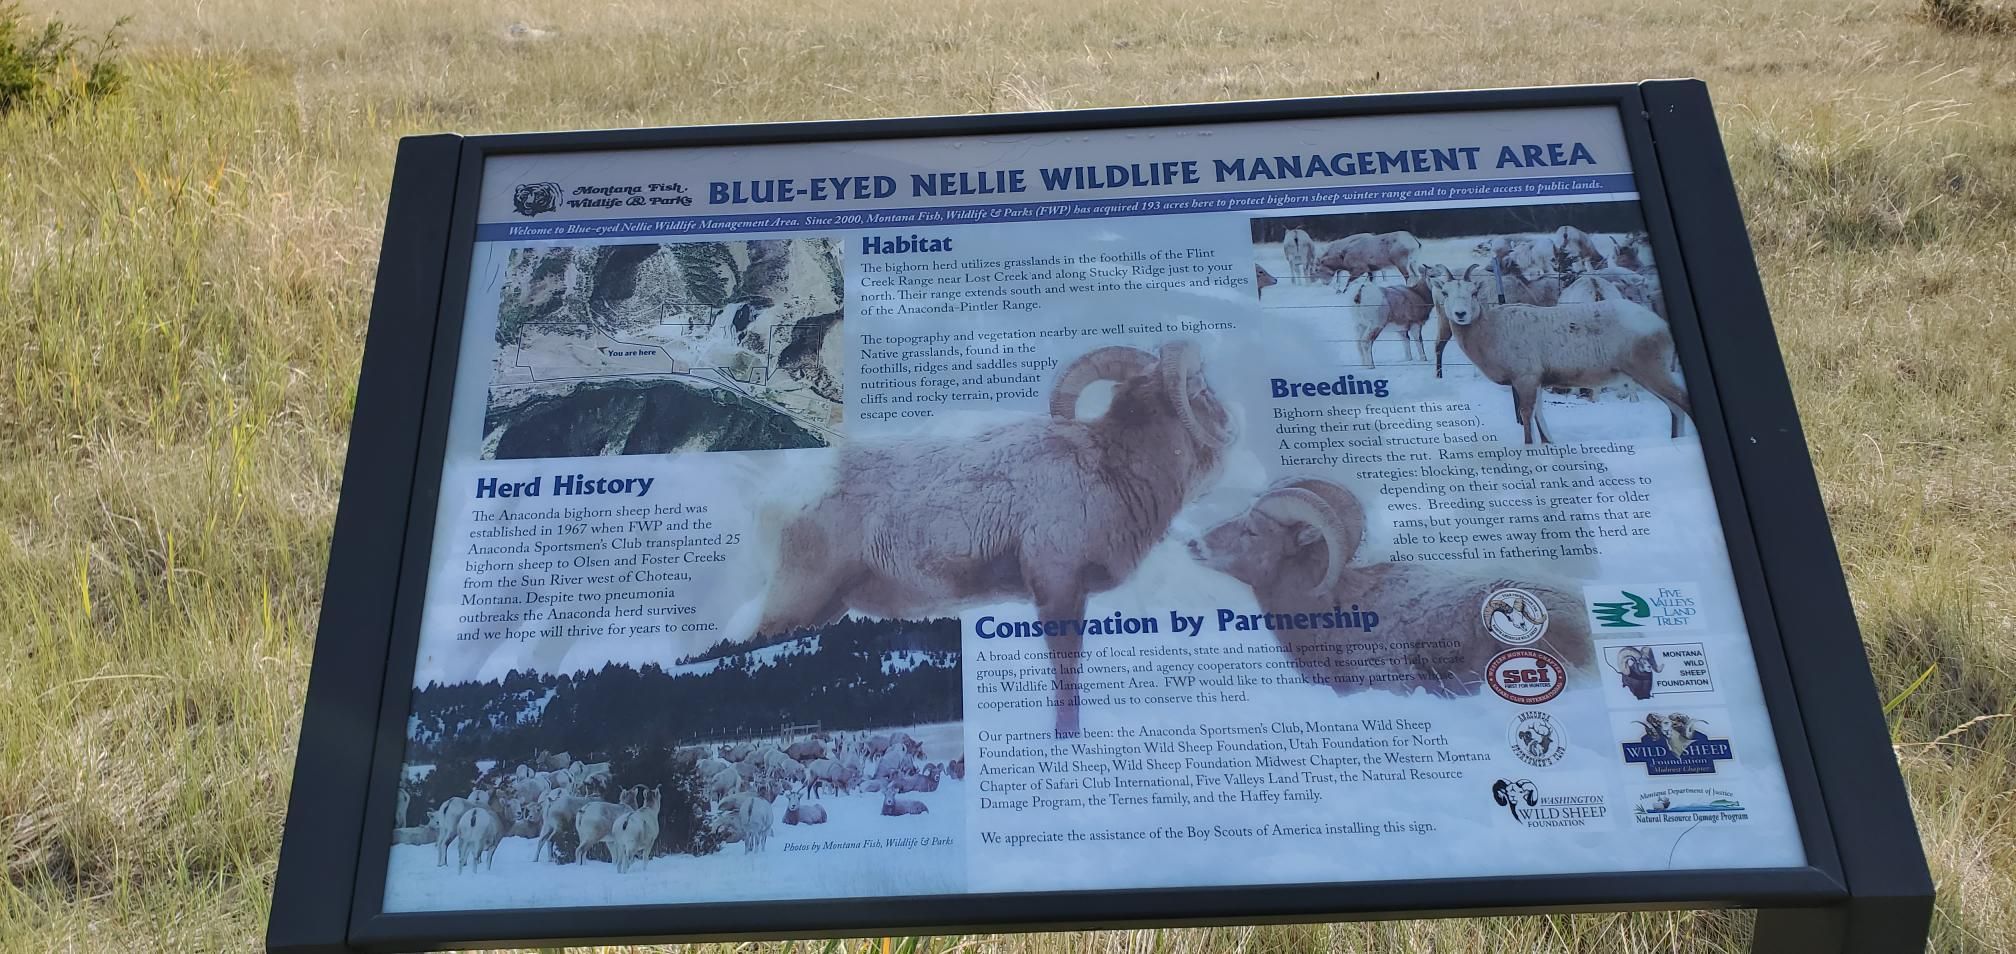 Montana Fish,
Wildlife & Parks
BLUE-EYED NELLIE WILDLIFE MANAGEMENT AREA
Welcome to Blue-eyed Nellie Wildlife Management Area. Since 2000, Montana Fish, Wildlife & Parks (FWP) has acquired 193 acres here to protect bighorn sheep winter range and to provide access to public lands.
You are here
Habitat
The bighorn herd utilizes grasslands in the foothills of the Flint
Creek Range near Lost Creek and along Stucky Ridge just to your
north. Their range extends south and west into the cirques and ridges
of the Anaconda-Pintler Range.
The topography and vegetation nearby are well suited to bighorns.
Native grasslands, found in the
foothills, ridges and saddles supply
nutritious forage, and abundant
cliffs and rocky terrain, provide
escape cover.
Breeding
Bighorn sheep frequent this area
during their rut (breeding season).
A complex social structure based on
hierarchy directs the rut. Rams employ multiple breeding
strategies: blocking, tending, or coursing,
depending on their social rank and access to
ewes. Breeding success is greater for older
rams, but younger rams and rams that are
able to keep ewes away from the herd are
also successful in fathering lambs.
Herd History
The Anaconda bighorn sheep herd was
established in 1967 when FWP and the
Anaconda Sportsmen's Club transplanted 25
bighorn sheep to Olsen and Foster Creeks
from the Sun River west of Choteau,
Montana. Despite two pneumonia
outbreaks the Anaconda herd survives
and we hope will thrive for years to come.
Photos by Montana Fish, Wildlife & Parks
Conservation by Partnership
A broad constituency of local residents, state and national sporting groups, conservation
groups, private land owners, and agency cooperators contributed resources to help create
this Wildlife Management Area. FWP would like to thank the many partners whose
cooperation has allowed us to conserve this herd.
Our partners have been: the Anaconda Sportsmen's Club, Montana Wild Sheep
Foundation, the Washington Wild Sheep Foundation, Utah Foundation for North
American Wild Sheep, Wild Sheep Foundation Midwest Chapter, the Western Montana
Chapter of Safari Club International, Five Valleys Land Trust, the Natural Resource
Damage Program, the Ternes family, and the Haffey family.
We appreciate the assistance of the Boy Scouts of America installing this sign.
FIVE
VALLEYS
LAND
TRUST
WESTERN MONTANA CHAPTER
SCI
FIRST FOR HUNTERS
SAFARI CLUB INTERNATIONAL
MONTANA
WILD
SHEEP
FOUNDATION
ANACONDA
SPORTSMEN'S CLUB
WILD SHEEP
Foundation
Midwest Chapter
WASHINGTON
WILD SHEEP
FOUNDATION
Montana Department of Justice
Natural Resource Damage Program